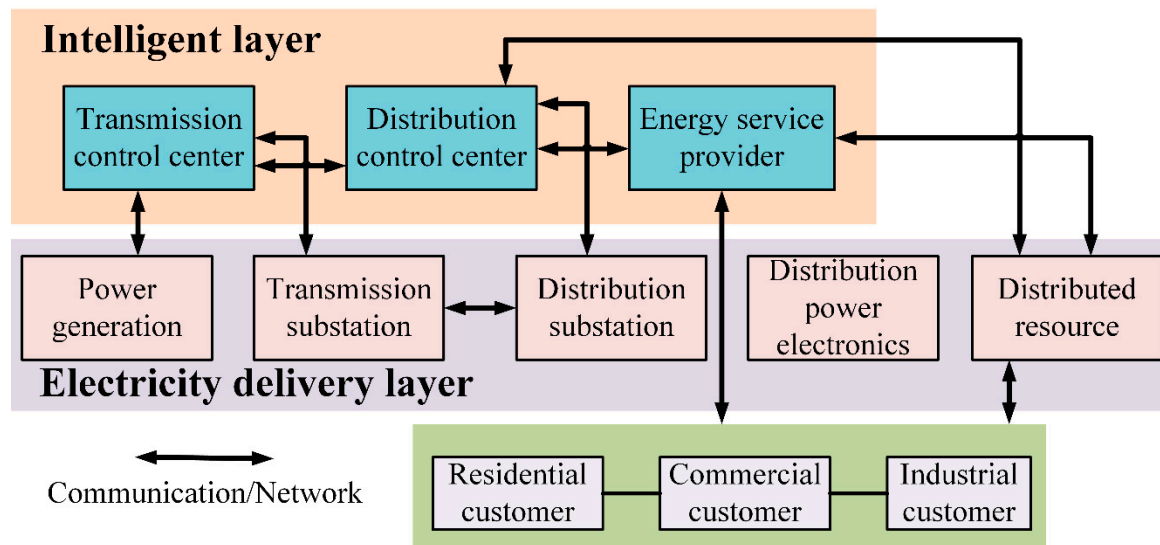 Intelligent layer
Transmission
control center
Distribution
control center
Energy service
provider
Power
generation
Transmission
substation
Distribution
substation
Distribution
power
electronics
Distributed
resource
Electricity delivery layer
Communication/Network
Residential
customer
Commercial
customer
Industrial
customer